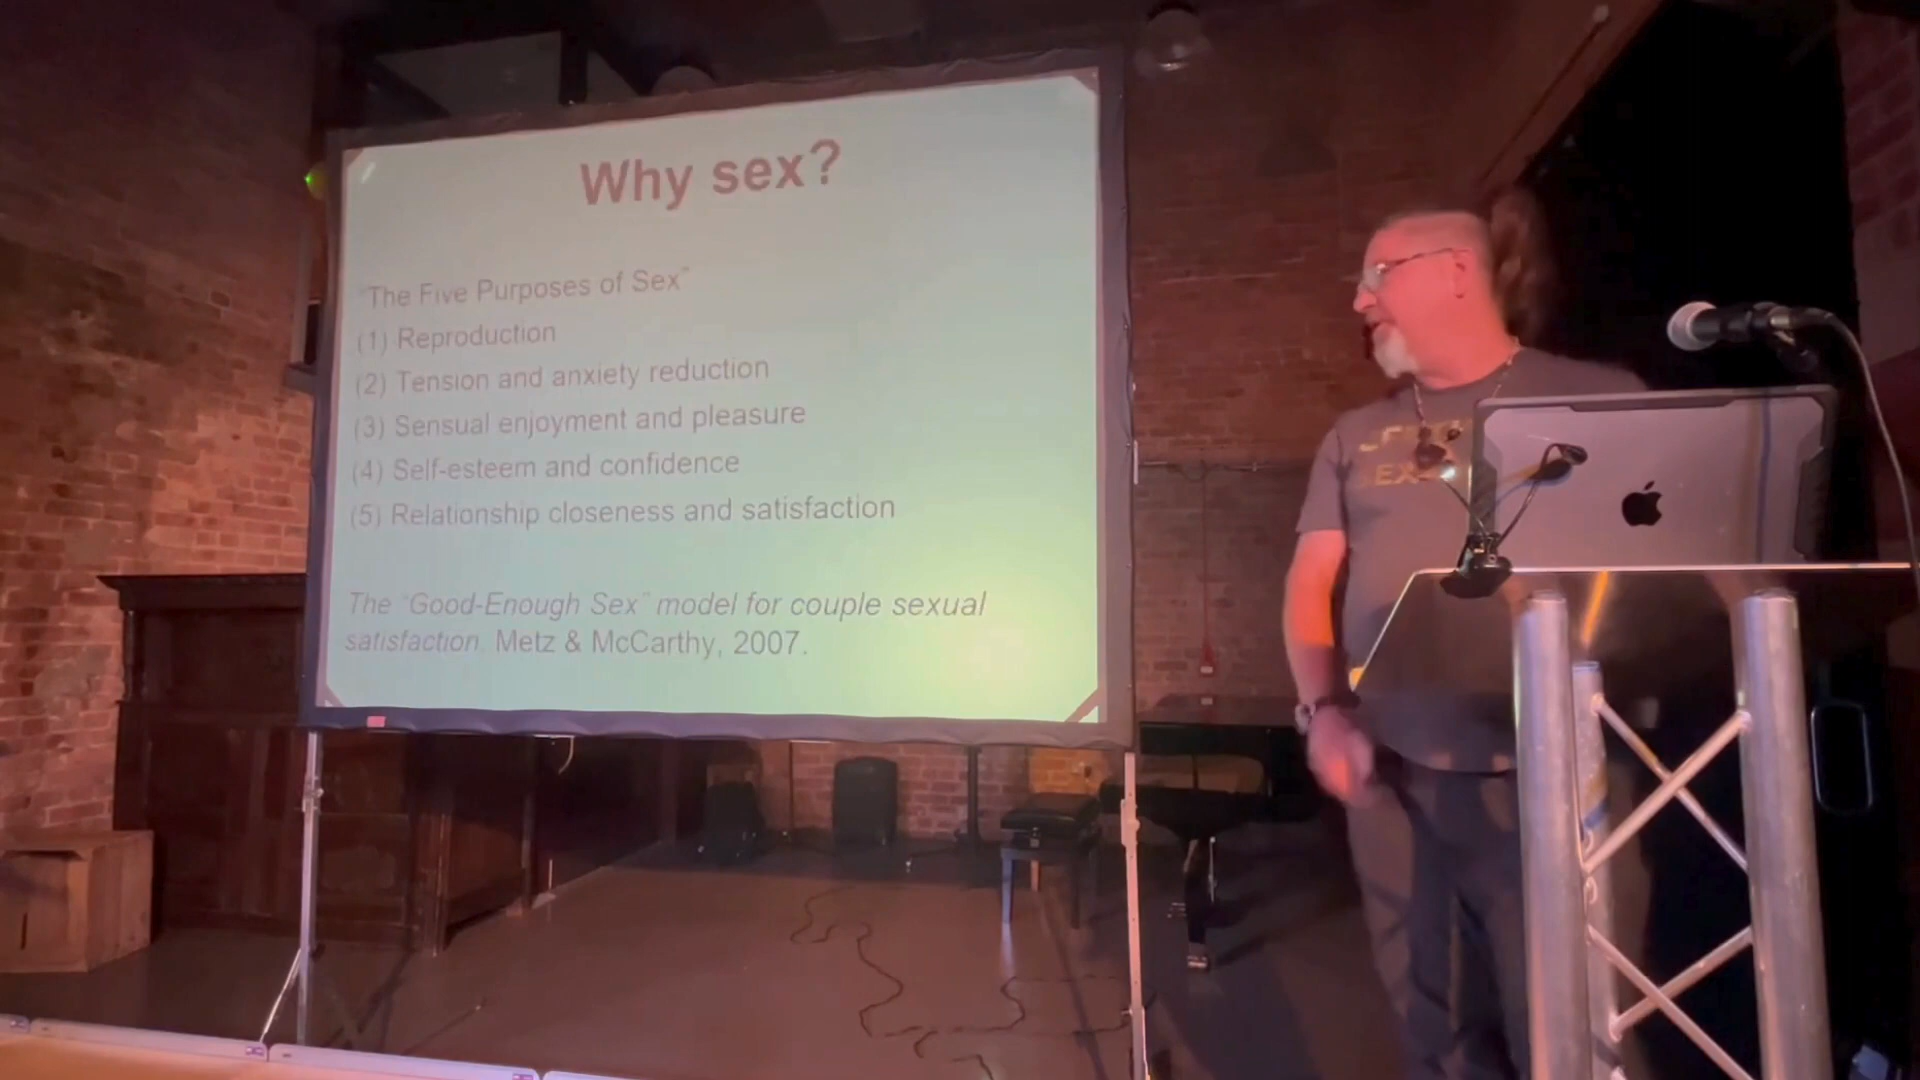 Why sex?
"The Five Purposes of Sex"
(1) Reproduction
(2) Tension and anxiety reduction
(3) Sensual enjoyment and pleasure
(4) Self-esteem and confidence
(5) Relationship closeness and satisfaction
The "Good-Enough Sex" model for couple sexual
satisfaction. Metz & McCarthy, 2007.